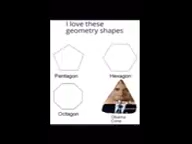 I love these
geometry shapes
Pentagon
Hexagon
Octagon
Obama
Cone